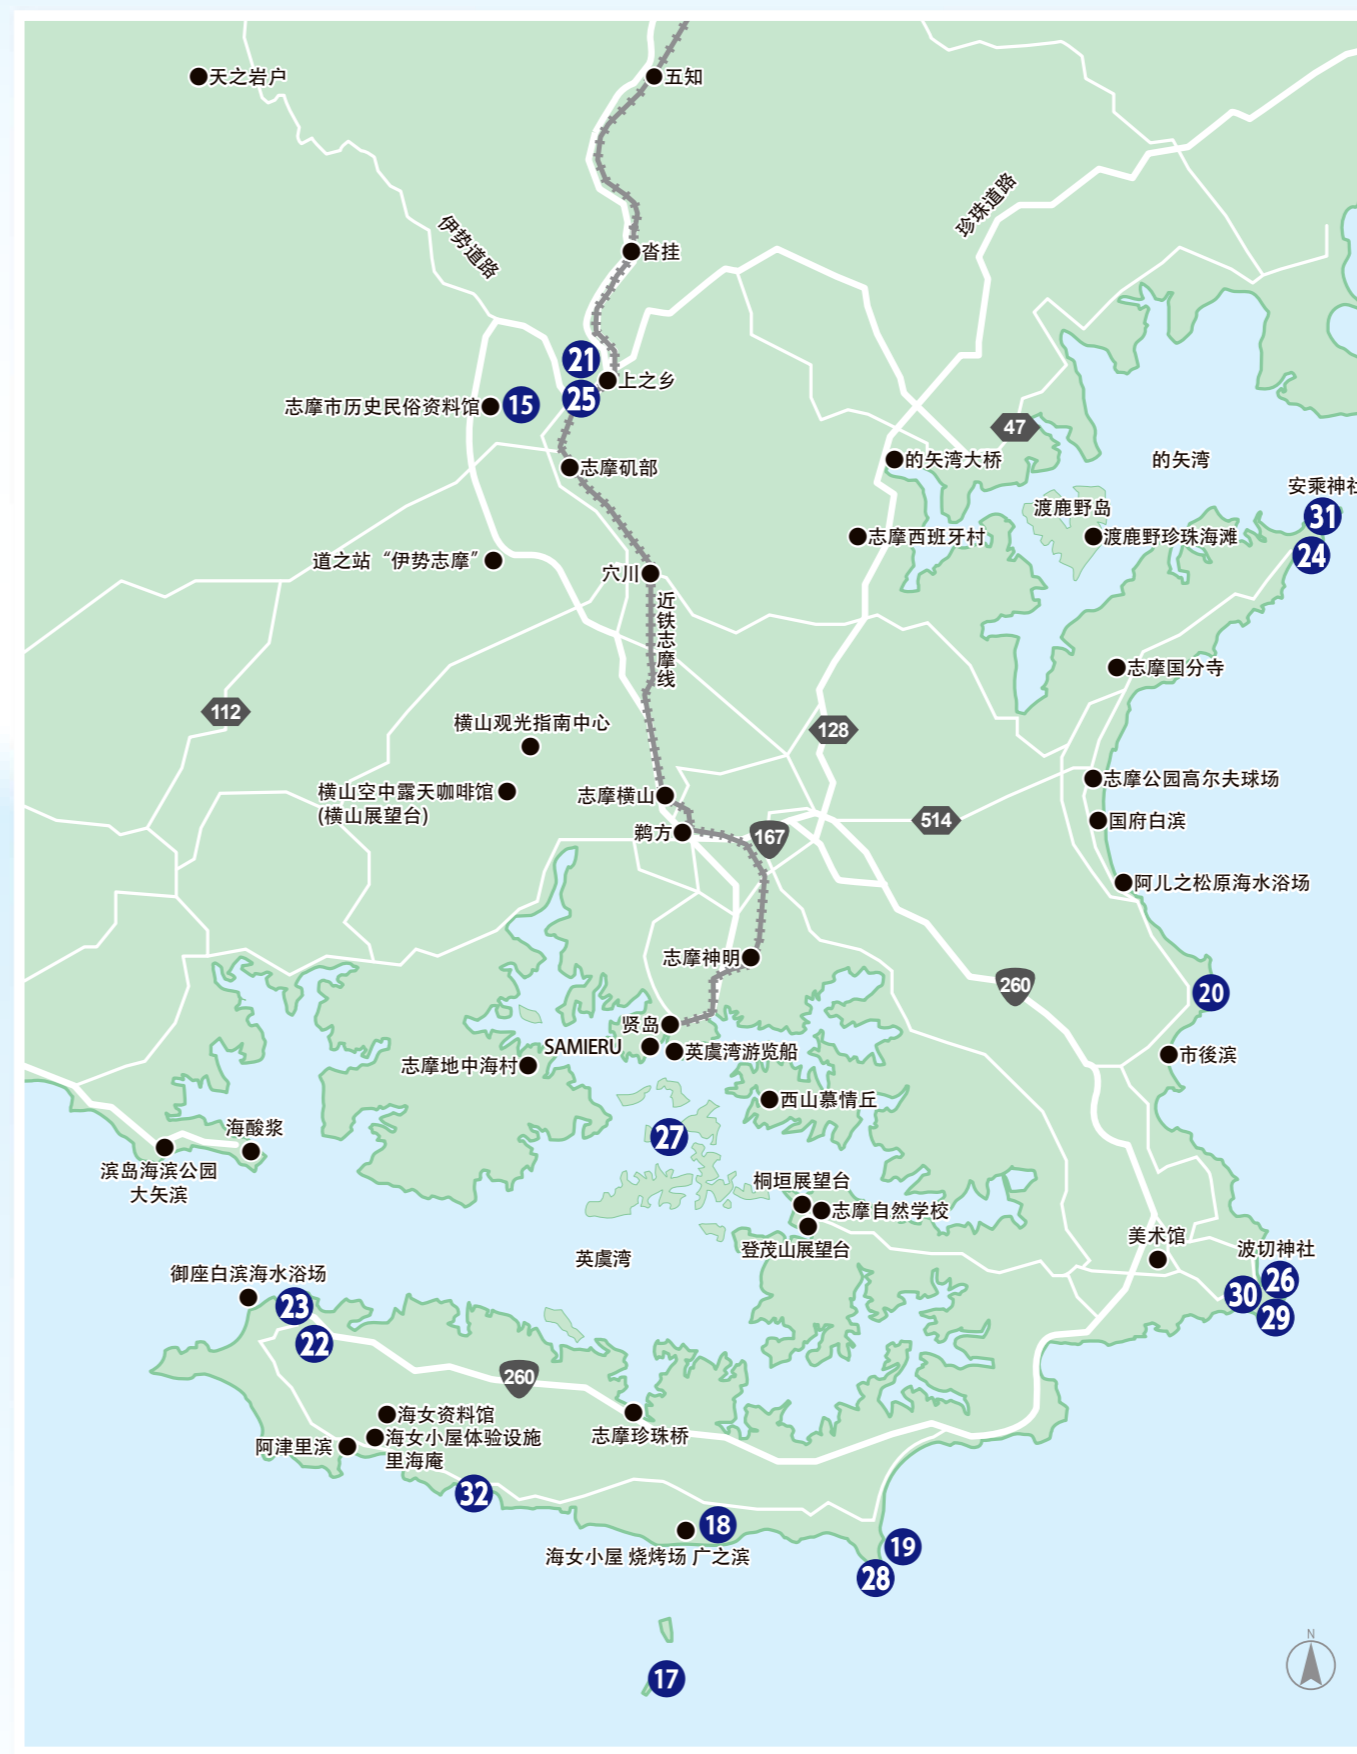 天之岩户
五知
珍珠道路
伊势道路
沓挂
21
上之乡
25
志摩市历史民俗资料馆
15
47
志摩矶部
的矢湾大桥
的矢湾
安乘神社
31
渡鹿野岛
志摩西班牙村
渡鹿野珍珠海滩
24
道之站“伊势志摩”
穴川
近铁志摩线
志摩国分寺
112
横山观光指南中心
128
志摩公园高尔夫球场
横山空中露天咖啡馆
(横山展望台)
志摩横山
514
国府白滨
鹈方
167
阿儿之松原海水浴场
志摩神明
260
20
贤岛
SAMIERU
英虞湾游览船
市後滨
志摩地中海村
西山慕情丘
海酸浆
27
滨岛海滨公园
大矢滨
桐垣展望台
志摩自然学校
登茂山展望台
美术馆
波切神社
英虞湾
26
30
29
御座白滨海水浴场
23
22
260
海女资料馆
志摩珍珠桥
海女小屋体验设施
里海庵
阿津里滨
32
18
海女小屋 烧烤场 广之滨
19
28
N
17